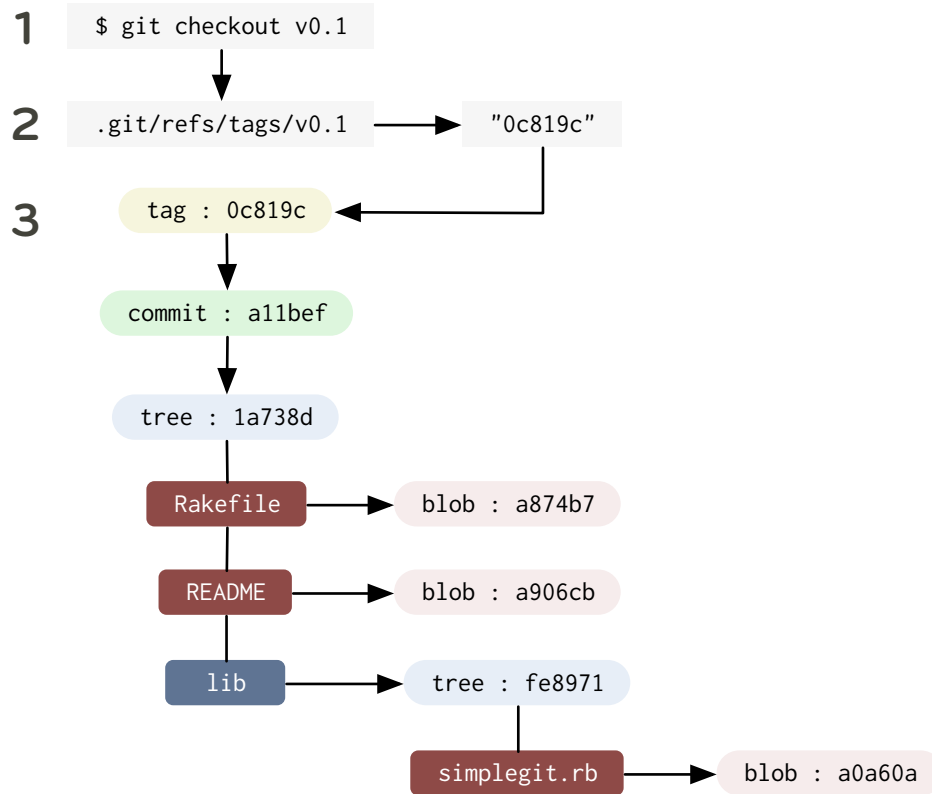 1
$ git checkout v0.1
2
.git/refs/tags/v0.1
"0c819c"
3
tag : 0c819c
commit : a11bef
tree : 1a738d
Rakefile
blob : a874b7
README
blob : a906cb
lib
tree : fe8971
simplegit.rb
blob : a0a60a